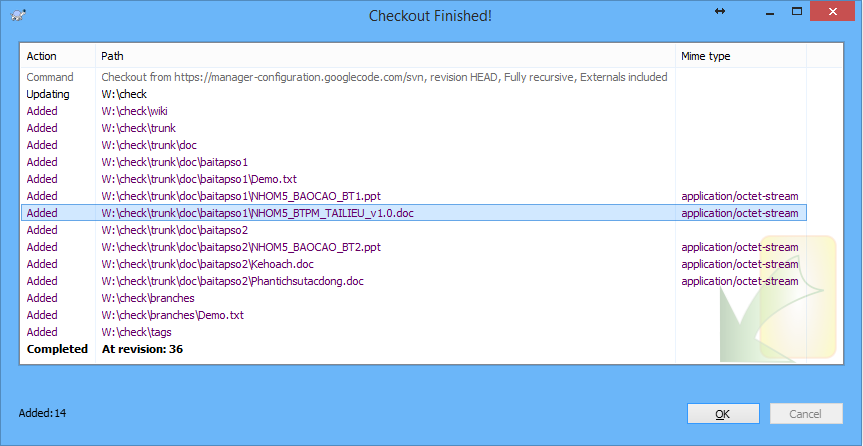 Checkout Finished!
Action Path Mime type
Command Checkout from https://manager-configuration.googlecode.com/svn, revision HEAD, Fully recursive, Externals included
Updating W:\check
Added W:\check\wiki
Added W:\check\trunk
Added W:\check\trunk\doc
Added W:\check\trunk\doc\baitapso1
Added W:\check\trunk\doc\baitapso1\Demo.txt
Added W:\check\trunk\doc\baitapso1\NHOM5_BAOCAO_BT1.ppt application/octet-stream
Added W:\check\trunk\doc\baitapso1\NHOM5_BTPM_TAILIEU_v1.0.doc application/octet-stream
Added W:\check\trunk\doc\baitapso2
Added W:\check\trunk\doc\baitapso2\NHOM5_BAOCAO_BT2.ppt application/octet-stream
Added W:\check\trunk\doc\baitapso2\Kehoach.doc application/octet-stream
Added W:\check\trunk\doc\baitapso2\Phantichsutacdong.doc application/octet-stream
Added W:\check\branches
Added W:\check\branches\Demo.txt
Added W:\check\tags
Completed At revision: 36
Added:14
OK Cancel